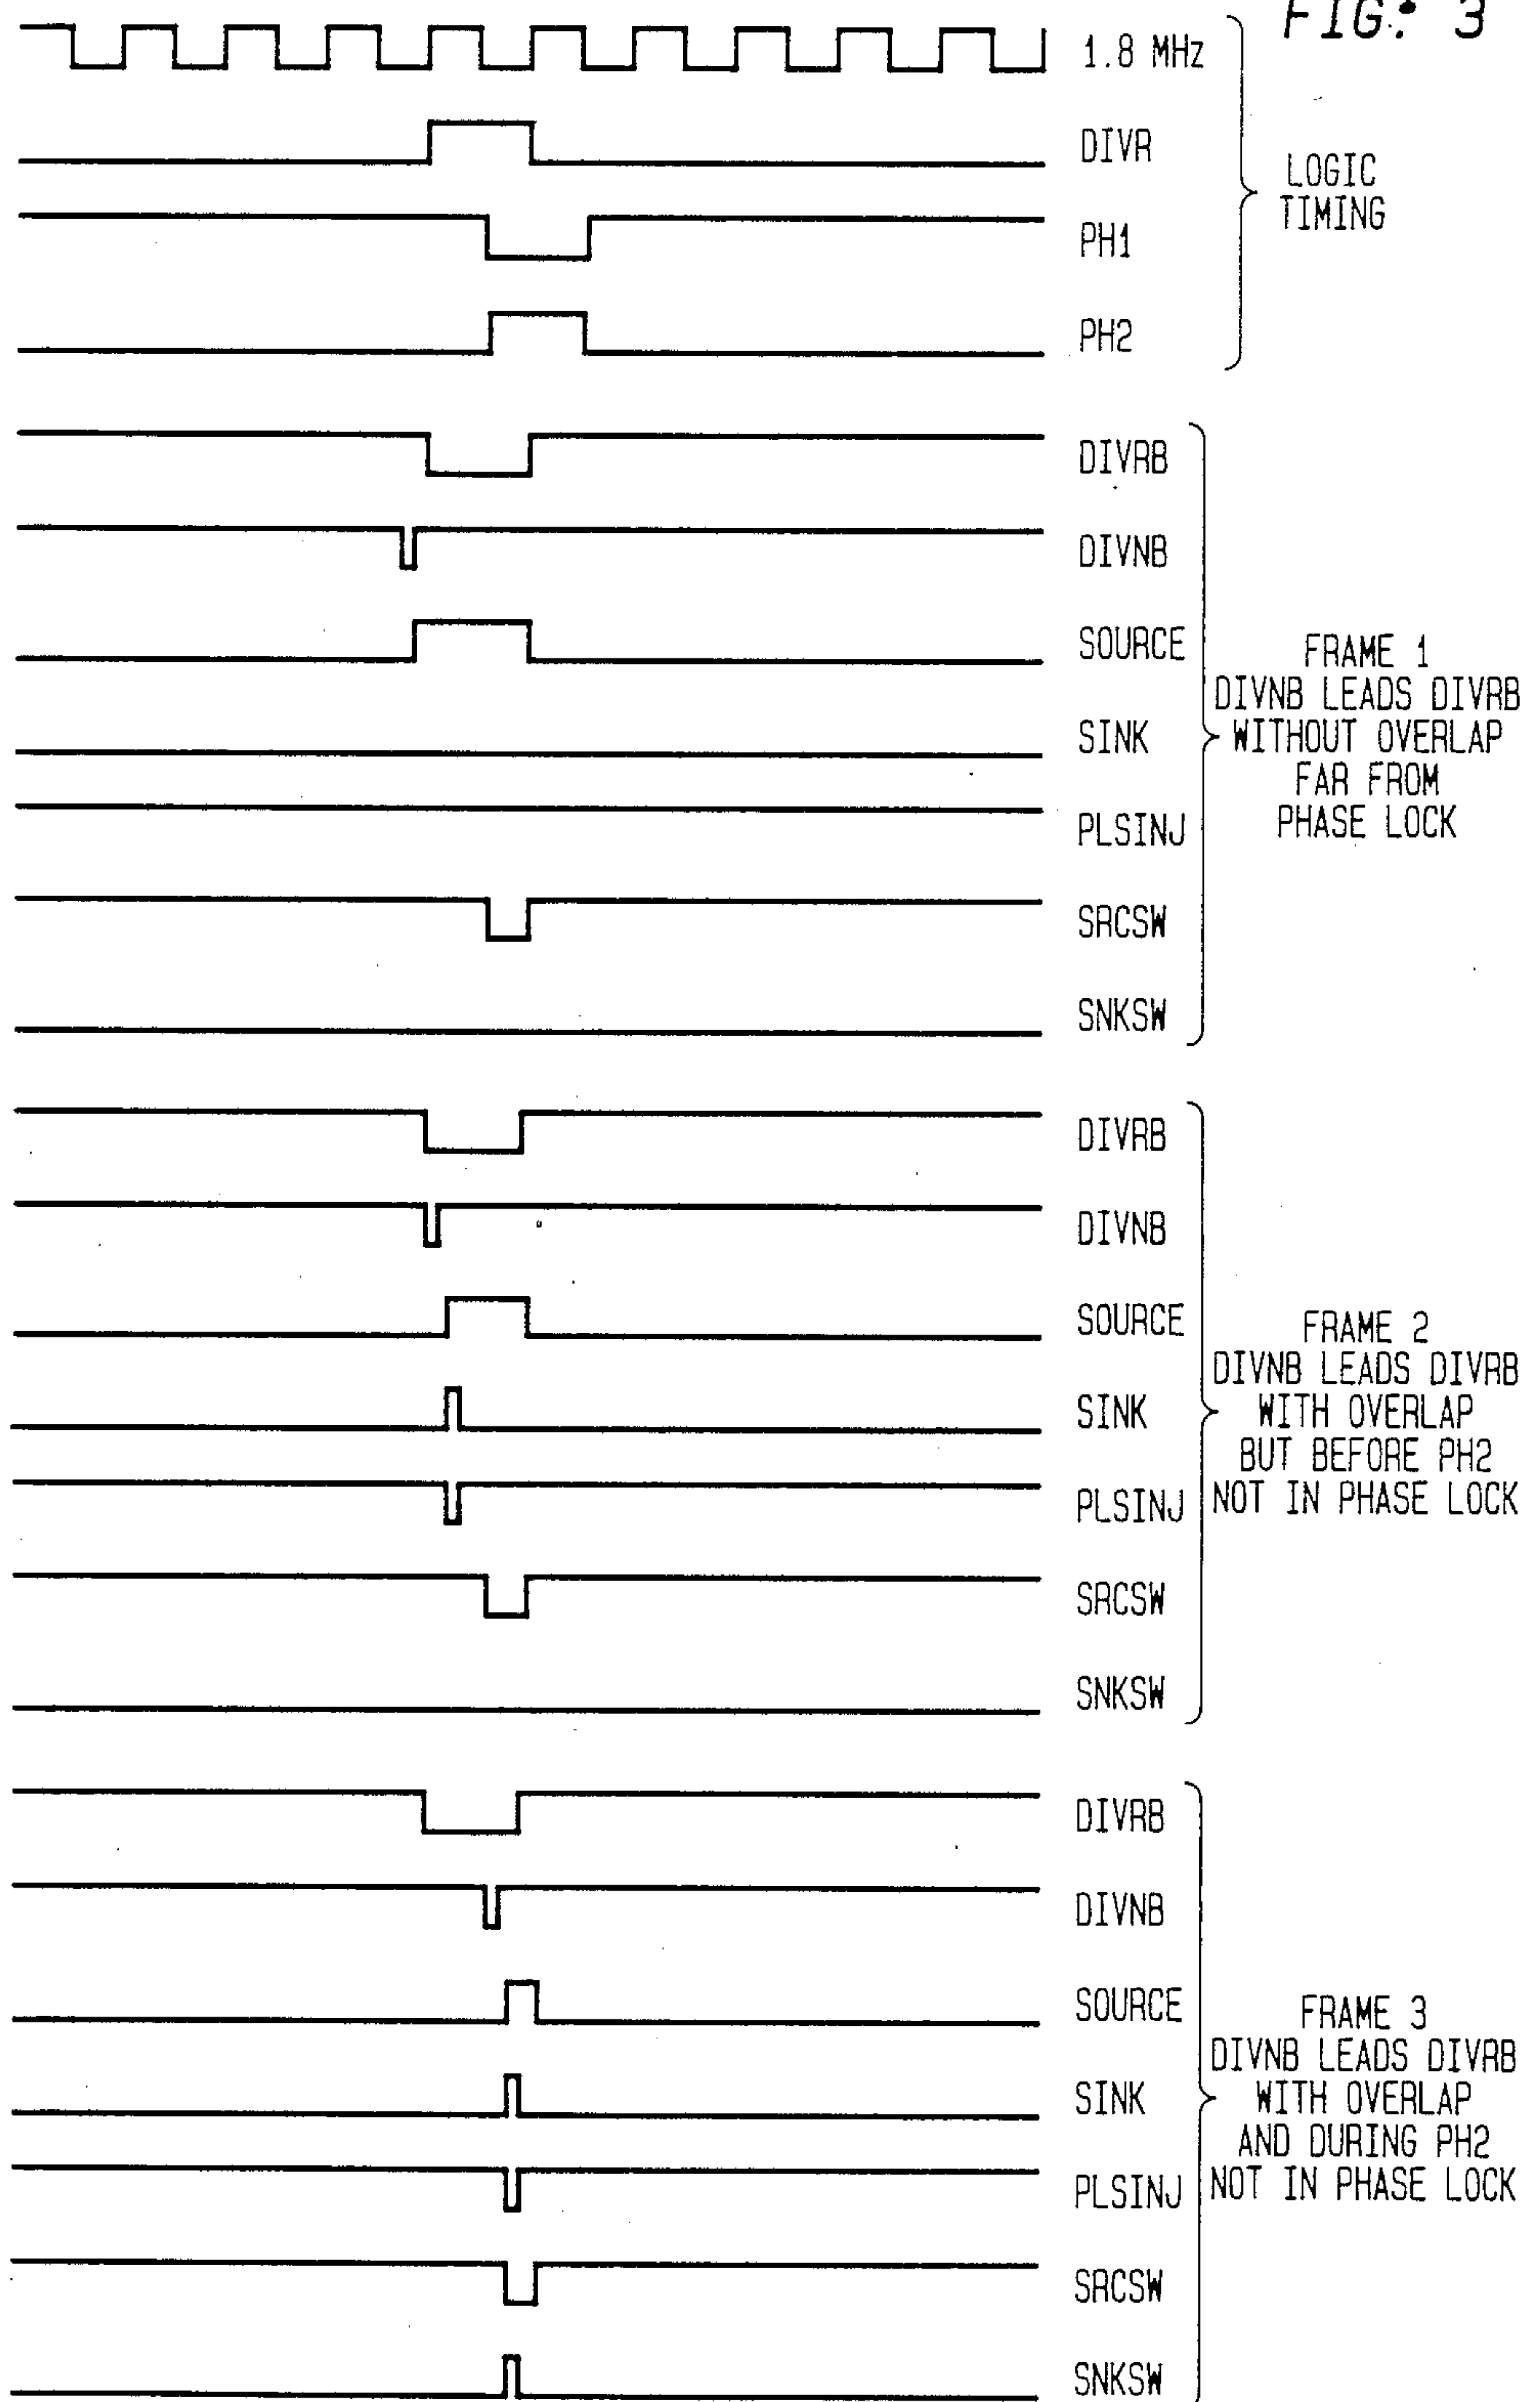 FIG. 3
1.8 MHz
DIVR
PH1
PH2
LOGIC
TIMING
DIVRB
DIVNB
SOURCE
SINK
PLSINJ
SRCSW
SNKSW
FRAME 1
DIVNB LEADS DIVRB
WITHOUT OVERLAP
FAR FROM
PHASE LOCK
DIVRB
DIVNB
SOURCE
SINK
PLSINJ
SRCSW
SNKSW
FRAME 2
DIVNB LEADS DIVRB
WITH OVERLAP
BUT BEFORE PH2
NOT IN PHASE LOCK
DIVRB
DIVNB
SOURCE
SINK
PLSINJ
SRCSW
SNKSW
FRAME 3
DIVNB LEADS DIVRB
WITH OVERLAP
AND DURING PH2
NOT IN PHASE LOCK